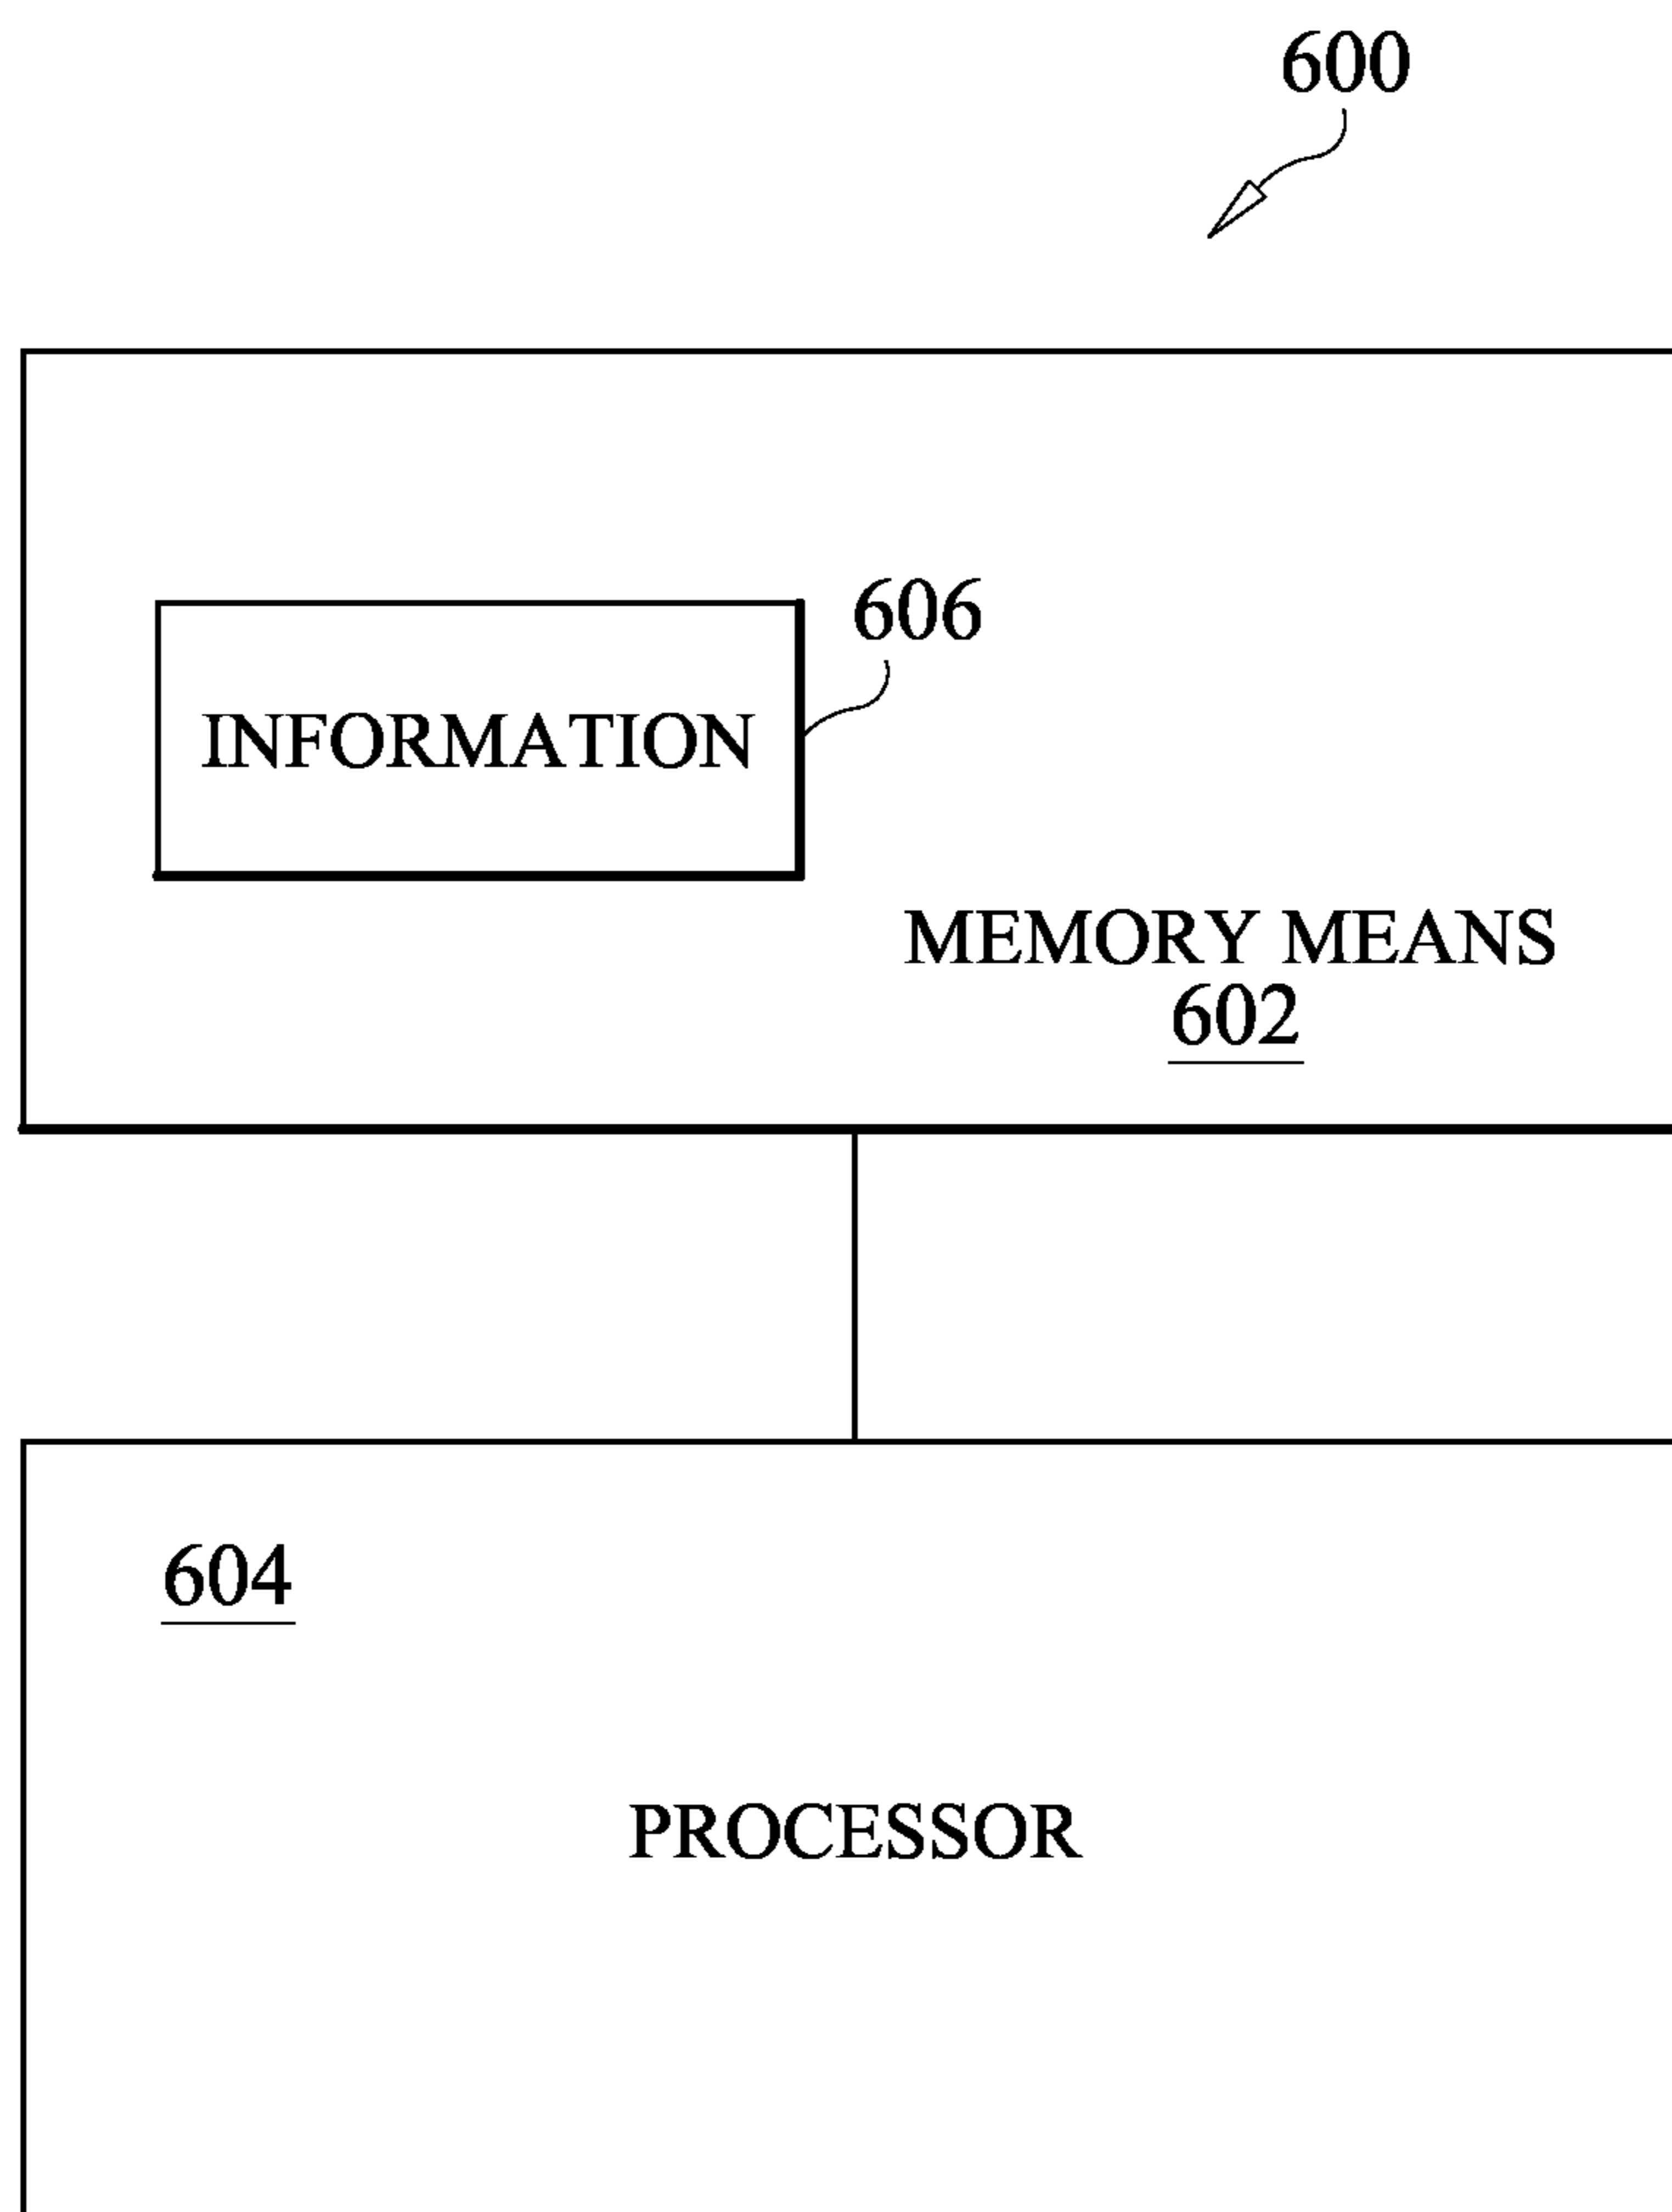 600
606
INFORMATION
MEMORY MEANS
602
604
PROCESSOR